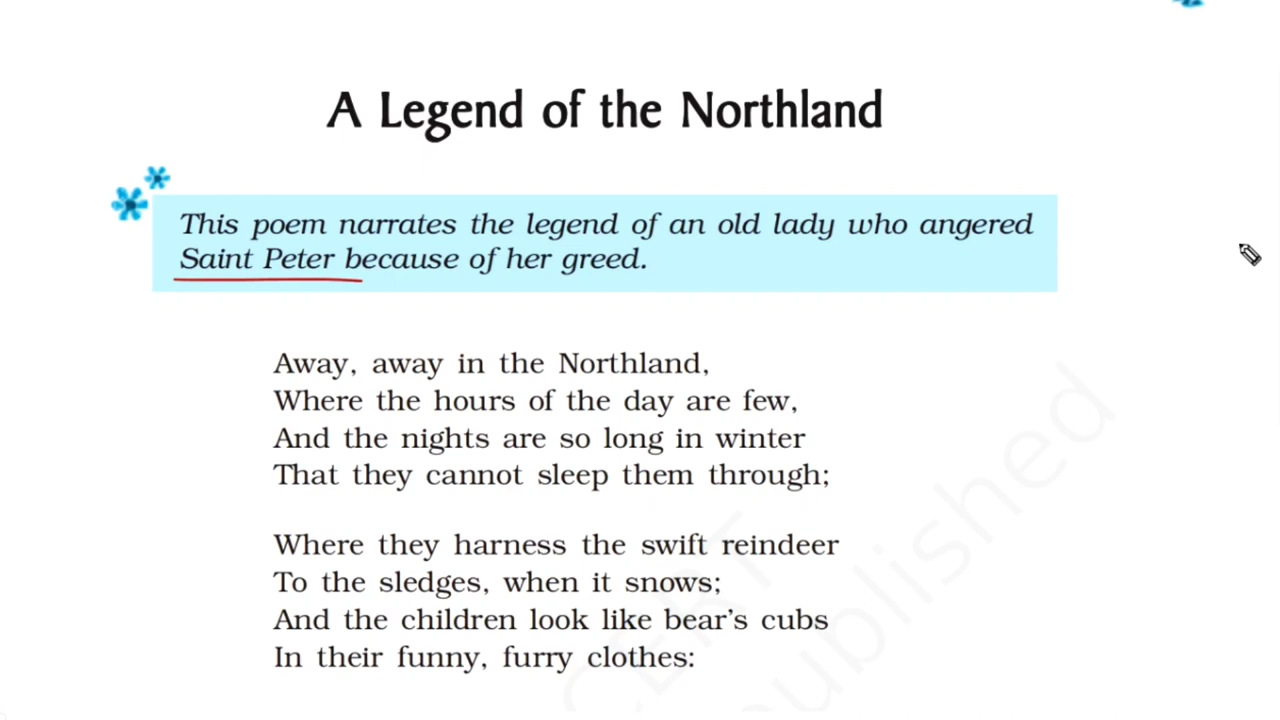 A Legend of the Northland
This poem narrates the legend of an old lady who angered
Saint Peter because of her greed.
Away, away in the Northland,
Where the hours of the day are few,
And the nights are so long in winter
That they cannot sleep them through;
Where they harness the swift reindeer
To the sledges, when it snows;
And the children look like bear's cubs
In their funny, furry clothes: